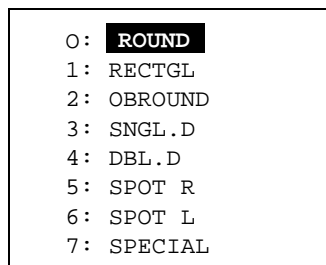 0: ROUND
1: RECTGL
2: OBROUND
3: SNGL.D
4: DBL.D
5: SPOT R
6: SPOT L
7: SPECIAL